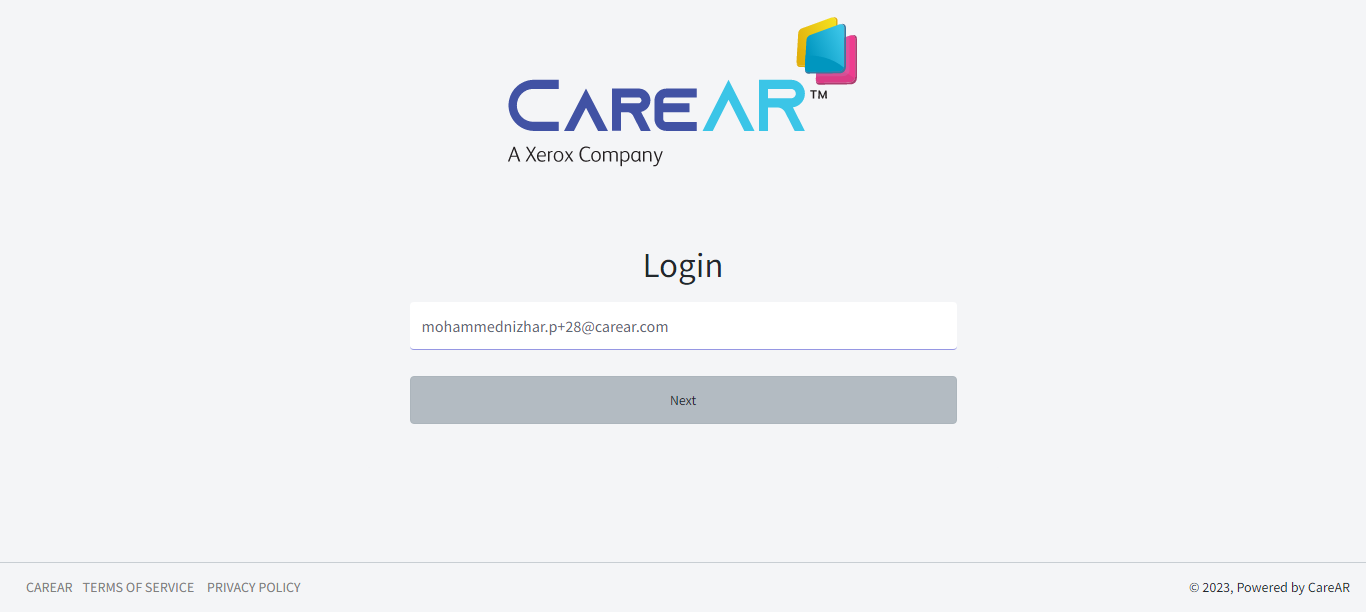 CAREAR™
A Xerox Company
Login
mohammednizhar.p+28@carear.com
Next
CAREAR TERMS OF SERVICE PRIVACY POLICY © 2023, Powered by CareAR